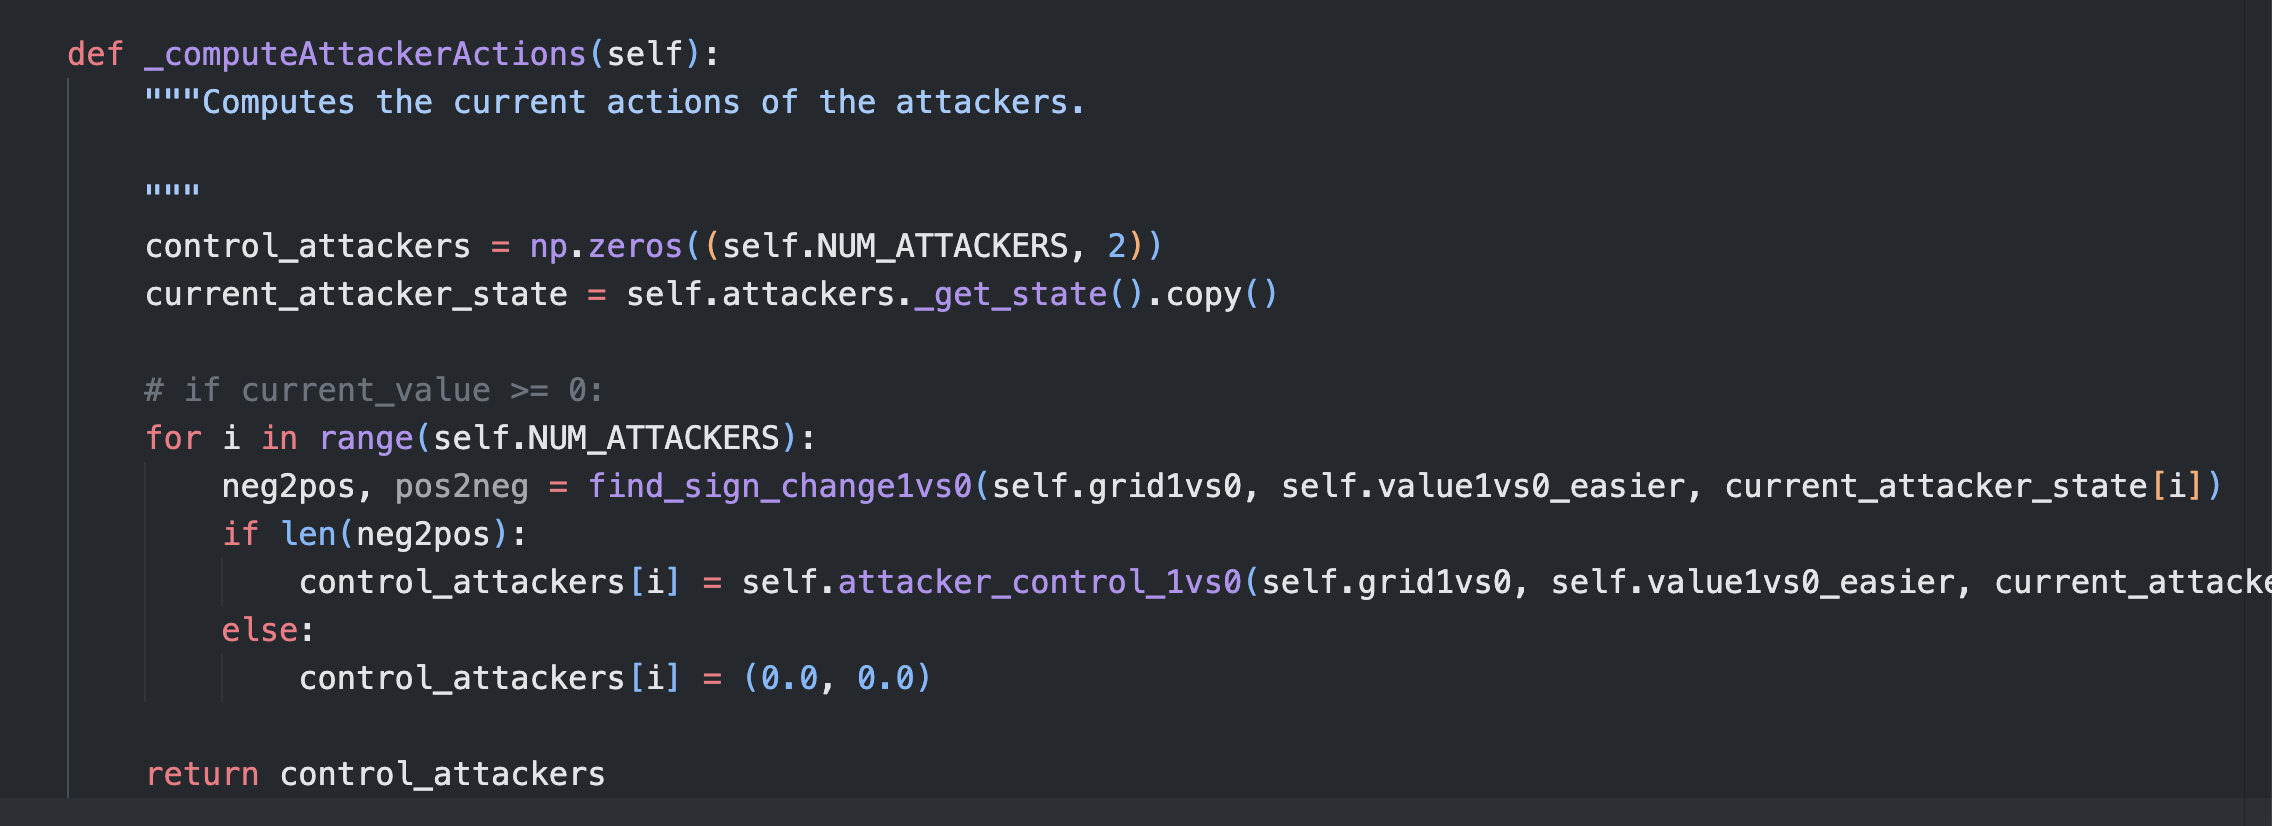 def _computeAttackerActions(self):
"""Computes the current actions of the attackers.
"""
control_attackers = np.zeros((self.NUM_ATTACKERS, 2))
current_attacker_state = self.attackers._get_state().copy()
# if current_value >= 0:
for i in range(self.NUM_ATTACKERS):
neg2pos, pos2neg = find_sign_change1vs0(self.grid1vs0, self.value1vs0_easier, current_attacker_state[i])
if len(neg2pos):
control_attackers[i] = self.attacker_control_1vs0(self.grid1vs0, self.value1vs0_easier,
else:
control_attackers[i] = (0.0, 0.0)
return control_attackers